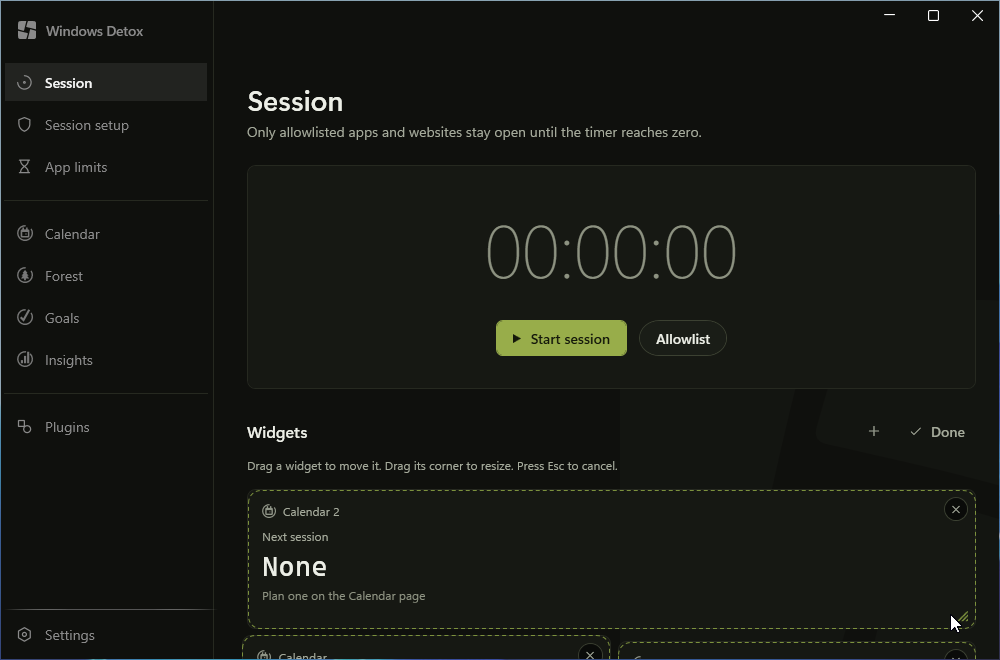 Windows Detox
Session
Session setup
App limits
Calendar
Forest
Goals
Insights
Plugins
Settings
Session
Only allowlisted apps and websites stay open until the timer reaches zero.
00:00:00
Start session
Allowlist
Widgets
Done
Drag a widget to move it. Drag its corner to resize. Press Esc to cancel.
Calendar 2
Next session
None
Plan one on the Calendar page
Calendar